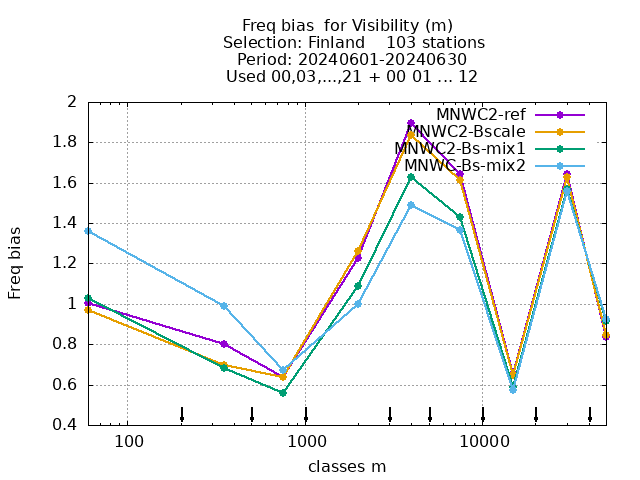 Freq bias  for Visibility (m)
Selection: Finland    103 stations
Period: 20240601-20240630
Used 00,03,...,21 + 00 01 ... 12
MNWC2-ref
MNWC2-Bscale
MNWC2-Bs-mix1
MNWC-Bs-mix2
2
1.8
1.6
1.4
1.2
1
0.8
0.6
0.4
Freq bias
100
1000
10000
classes m